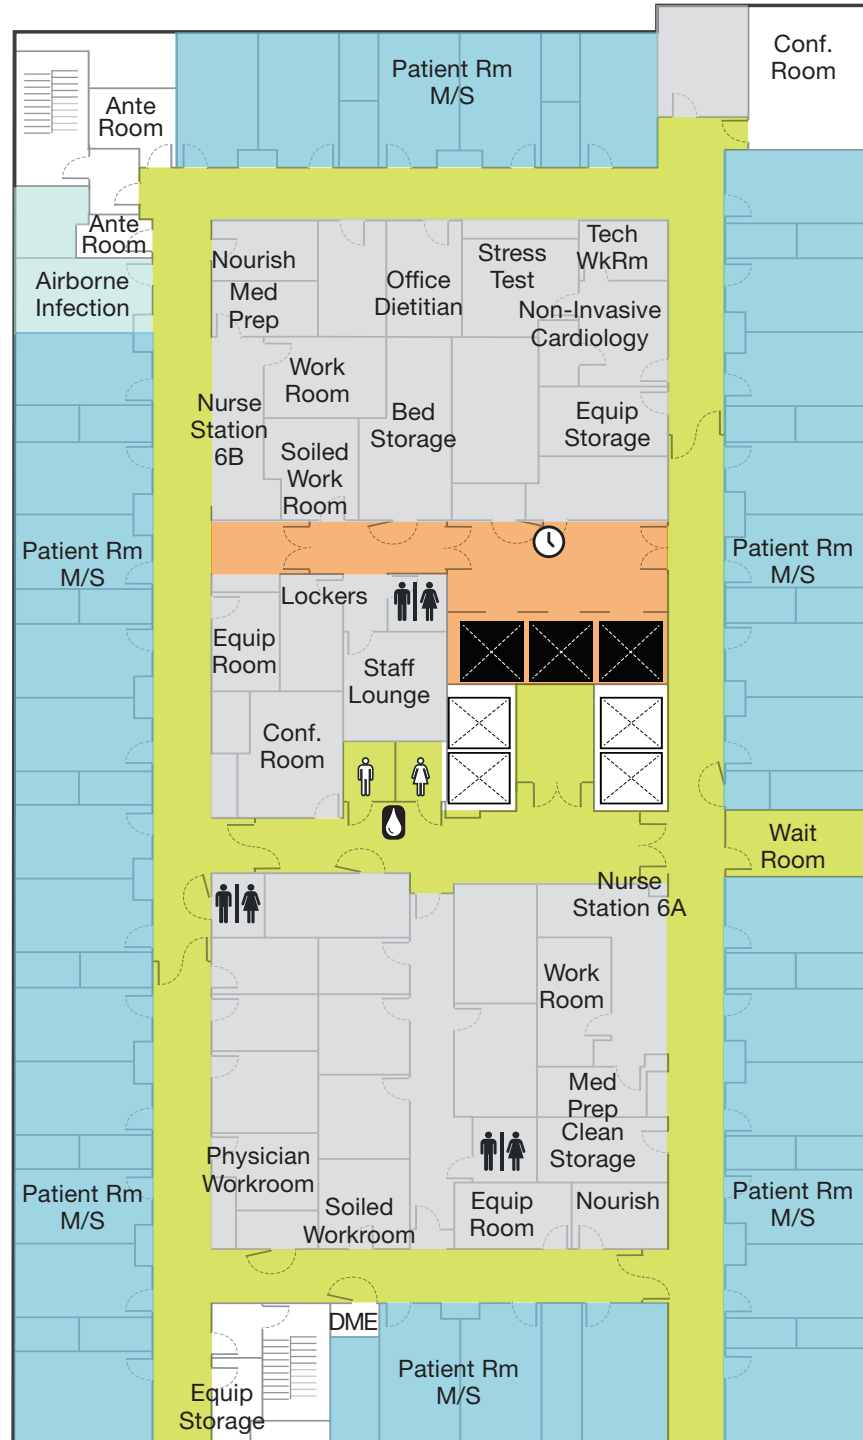 Patient Rm
M/S
Conf.
Room
Ante
Room
Ante
Room
Airborne
Infection
Nourish
Med
Prep
Office
Dietitian
Stress
Test
Tech
WkRm
Non-Invasive
Cardiology
Work
Room
Nurse
Station
6B
Bed
Storage
Equip
Storage
Soiled
Work
Room
Patient Rm
M/S
Patient Rm
M/S
Lockers
Equip
Room
Staff
Lounge
Conf.
Room
Wait
Room
Nurse
Station 6A
Work
Room
Med
Prep
Clean
Storage
Physician
Workroom
Soiled
Workroom
Equip
Room
Nourish
Patient Rm
M/S
Patient Rm
M/S
DME
Equip
Storage
Patient Rm
M/S